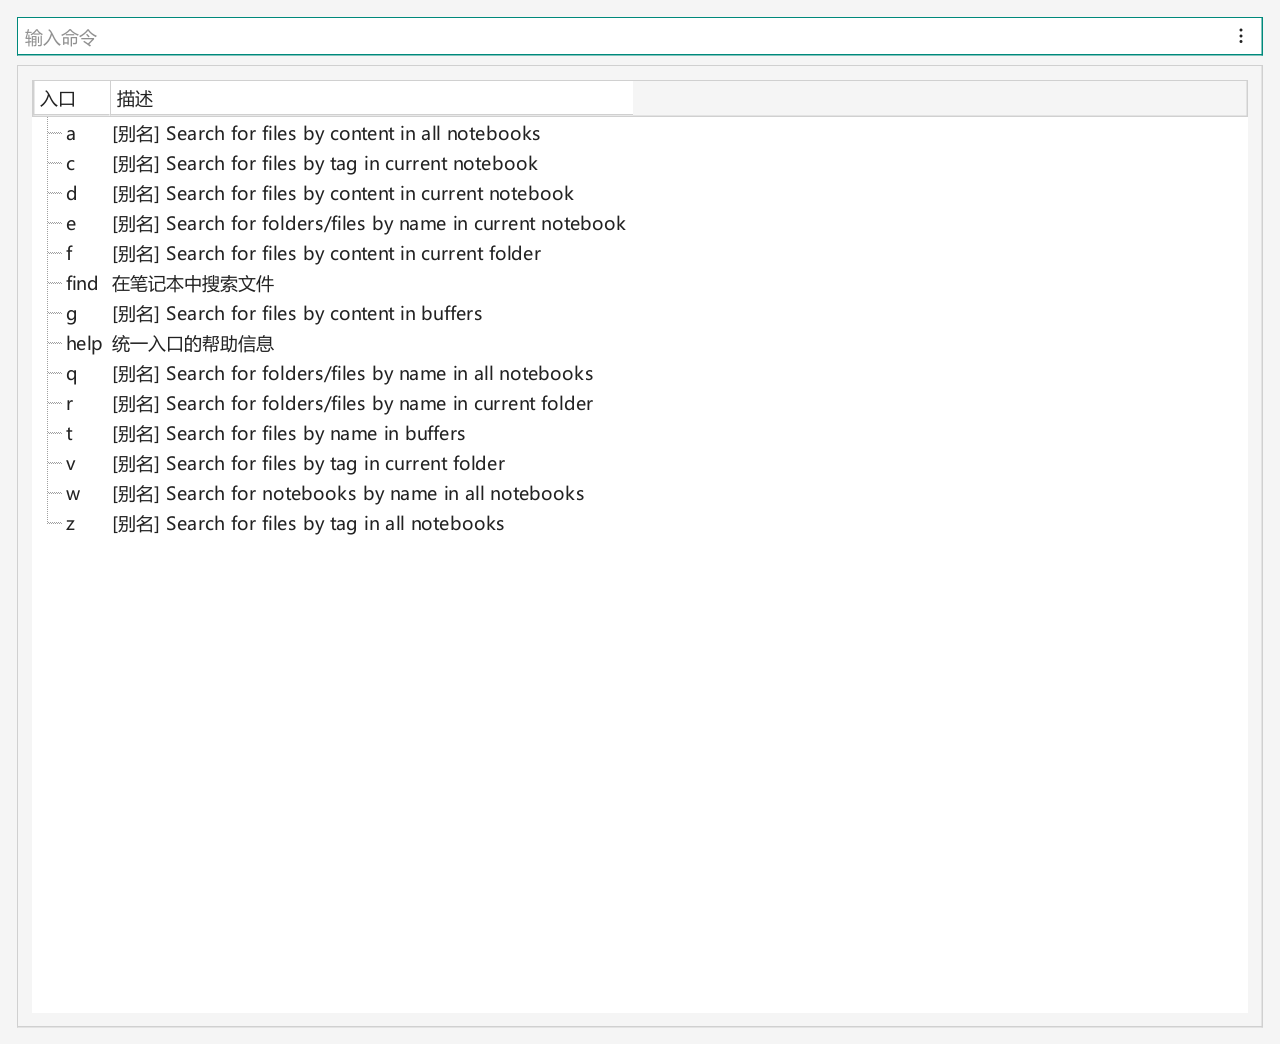 输入命令
入口 描述
a [别名] Search for files by content in all notebooks
c [别名] Search for files by tag in current notebook
d [别名] Search for files by content in current notebook
e [别名] Search for folders/files by name in current notebook
f [别名] Search for files by content in current folder
find 在笔记本中搜索文件
g [别名] Search for files by content in buffers
help 统一入口的帮助信息
q [别名] Search for folders/files by name in all notebooks
r [别名] Search for folders/files by name in current folder
t [别名] Search for files by name in buffers
v [别名] Search for files by tag in current folder
w [别名] Search for notebooks by name in all notebooks
z [别名] Search for files by tag in all notebooks